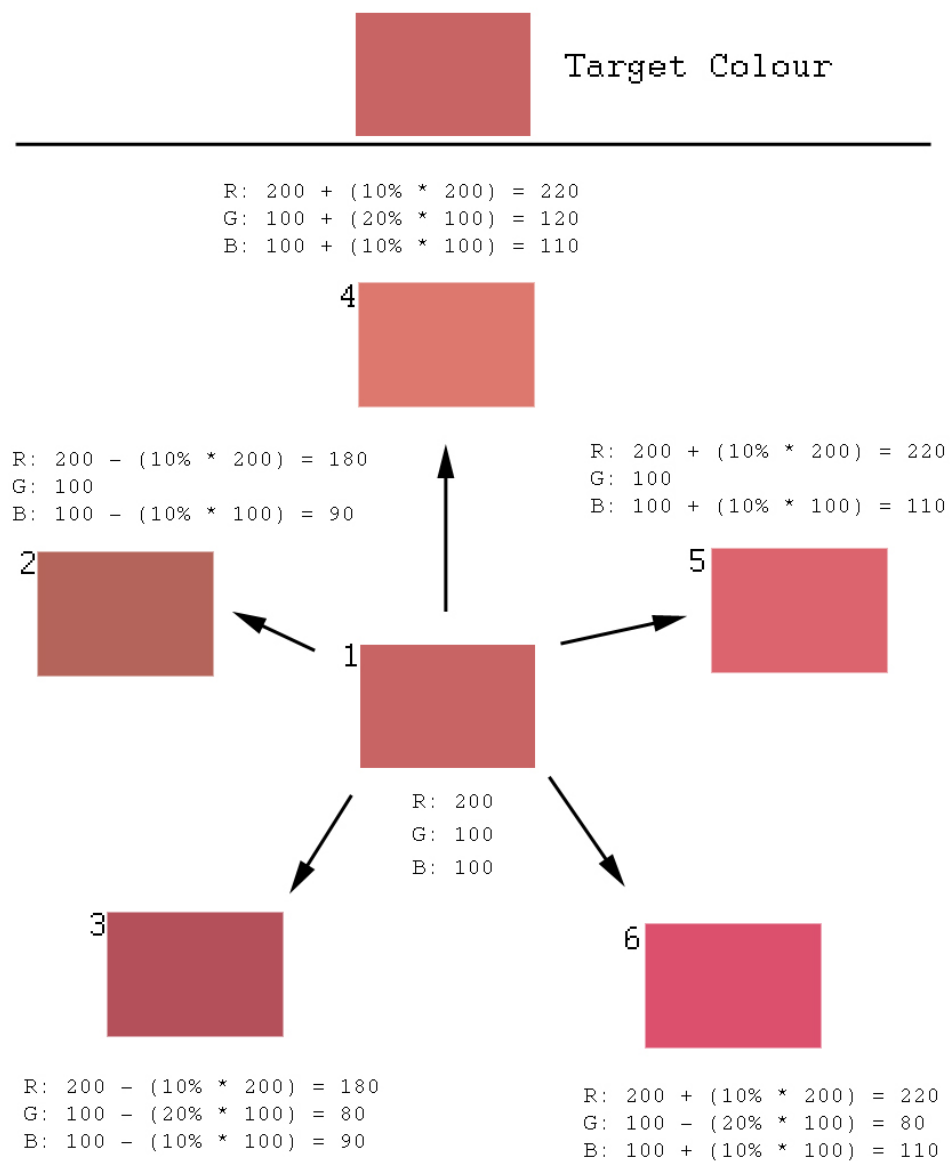 Target Colour
R: 200 + (10% * 200) = 220
G: 100 + (20% * 100) = 120
B: 100 + (10% * 100) = 110
4
R: 200 – (10% * 200) = 180
G: 100
B: 100 – (10% * 100) = 90
2
R: 200 + (10% * 200) = 220
G: 100
B: 100 + (10% * 100) = 110
5
1
R: 200
G: 100
B: 100
3
R: 200 – (10% * 200) = 180
G: 100 – (20% * 100) = 80
B: 100 – (10% * 100) = 90
6
R: 200 + (10% * 200) = 220
G: 100 – (20% * 100) = 80
B: 100 + (10% * 100) = 110